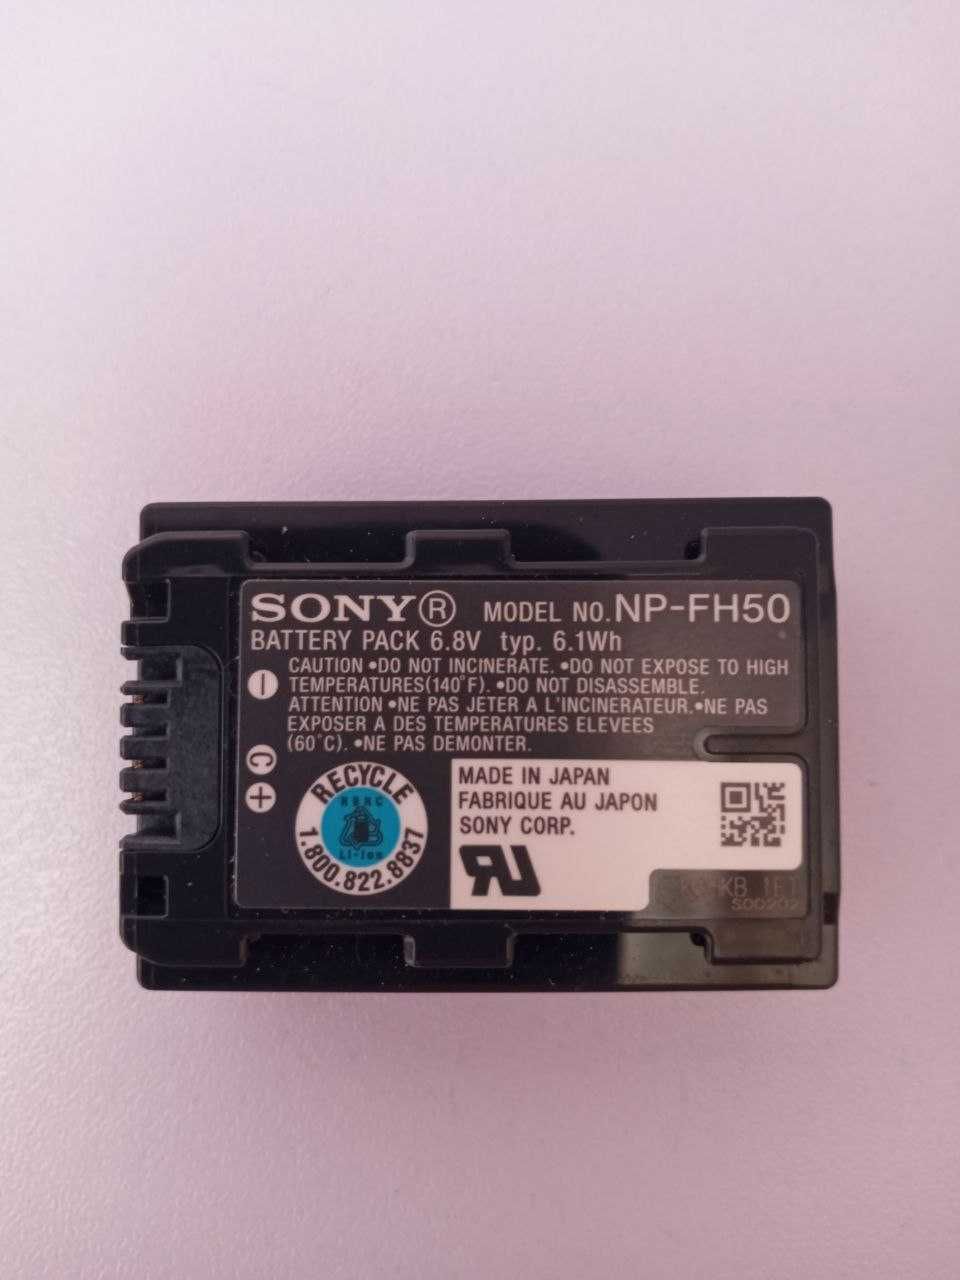 SONY® MODEL NO. NP-FH50
BATTERY PACK 6.8V typ. 6.1Wh
CAUTION •DO NOT INCINERATE. •DO NOT EXPOSE TO HIGH
TEMPERATURES(140°F). •DO NOT DISASSEMBLE.
ATTENTION •NE PAS JETER A L'INCINERATEUR.•NE PAS
EXPOSER A DES TEMPERATURES ELEVEES
(60°C). •NE PAS DEMONTER.
–
C
+
RECYCLE
RBRC
Li-ion
1.800.822.8837
MADE IN JAPAN
FABRIQUE AU JAPON
SONY CORP.
S00202